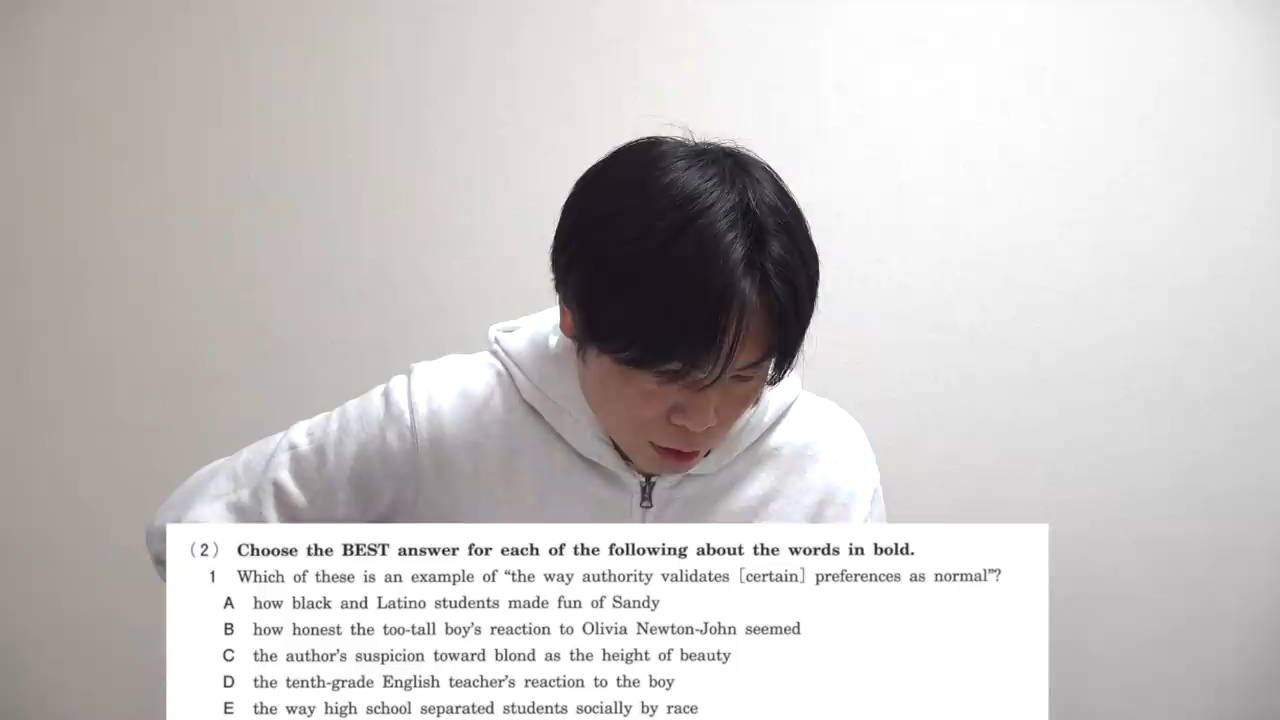 (2) Choose the BEST answer for each of the following about the words in bold.
1 Which of these is an example of “the way authority validates [certain] preferences as normal”?
A how black and Latino students made fun of Sandy
B how honest the too-tall boy's reaction to Olivia Newton-John seemed
C the author's suspicion toward blond as the height of beauty
D the tenth-grade English teacher's reaction to the boy
E the way high school separated students socially by race